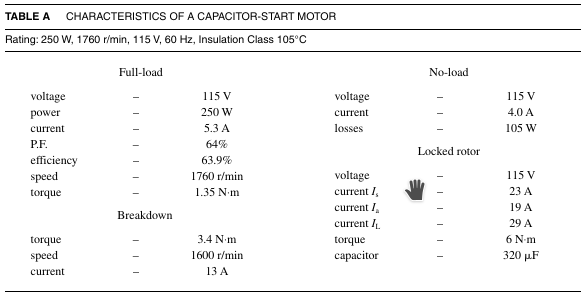 TABLE A CHARACTERISTICS OF A CAPACITOR-START MOTOR
Rating: 250 W, 1760 r/min, 115 V, 60 Hz, Insulation Class 105°C
Full-load
voltage – 115 V
power – 250 W
current – 5.3 A
P.F. – 64%
efficiency – 63.9%
speed – 1760 r/min
torque – 1.35 N·m
Breakdown
torque – 3.4 N·m
speed – 1600 r/min
current – 13 A
No-load
voltage – 115 V
current – 4.0 A
losses – 105 W
Locked rotor
voltage – 115 V
current Is – 23 A
current Ia – 19 A
current IL – 29 A
torque – 6 N·m
capacitor – 320 μF